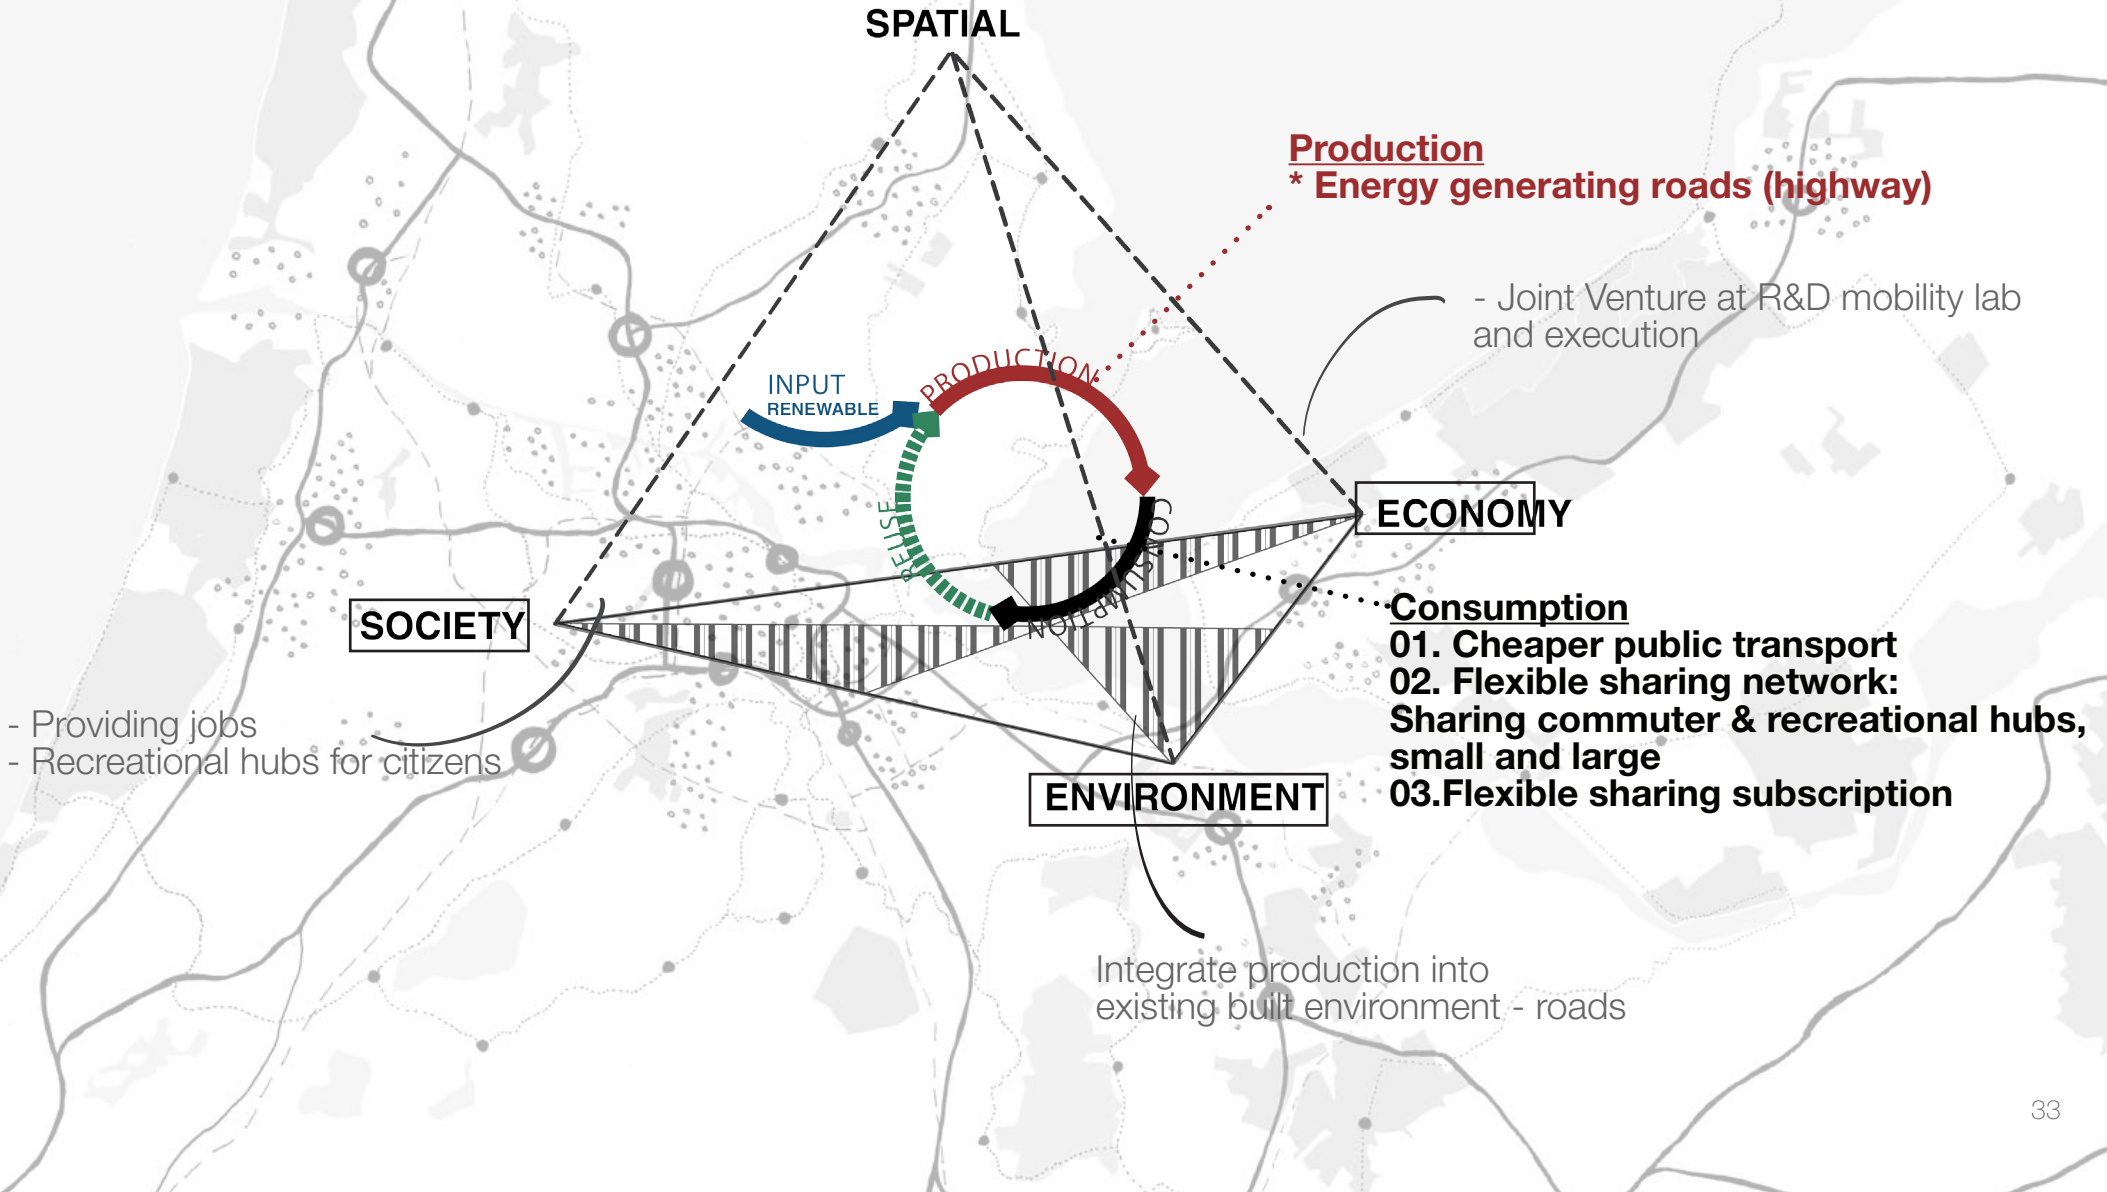 SPATIAL
Production
* Energy generating roads (highway)
- Joint Venture at R&D mobility lab
and execution
INPUT
RENEWABLE
PRODUCTION
REUSE
CONSUMPTION
ECONOMY
SOCIETY
Consumption
01. Cheaper public transport
02. Flexible sharing network:
Sharing commuter & recreational hubs,
small and large
03.Flexible sharing subscription
- Providing jobs
- Recreational hubs for citizens
ENVIRONMENT
Integrate production into
existing built environment - roads
33